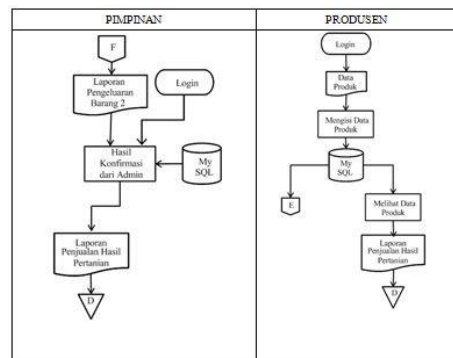 PIMPINAN
F
Laporan
Pengeluaran
Barang 2
Login
Hasil
Konfirmasi
dari Admin
My
SQL
Laporan
Penjualan Hasil
Pertanian
D
PRODUSEN
Login
Data
Produk
Mengini Data
Produk
My
SQL
E
Melihat Data
Produk
Laporan
Penjualan Hasil
Pertanian
D